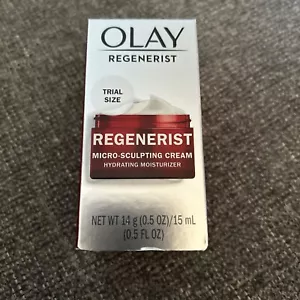 OLAY
REGENERIST
TRIAL
SIZE
REGENERIST
MICRO-SCULPTING CREAM
HYDRATING MOISTURIZER
NET WT 14 g (0.5 OZ)/15 mL
(0.5 FL OZ)